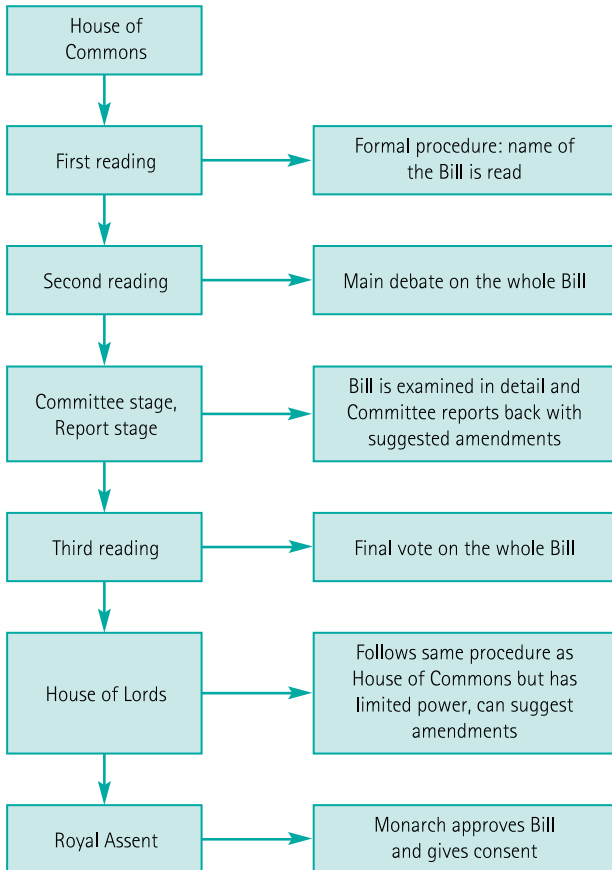 House of
Commons
First reading
Formal procedure: name of
the Bill is read
Second reading
Main debate on the whole Bill
Committee stage,
Report stage
Bill is examined in detail and
Committee reports back with
suggested amendments
Third reading
Final vote on the whole Bill
House of Lords
Follows same procedure as
House of Commons but has
limited power, can suggest
amendments
Royal Assent
Monarch approves Bill
and gives consent